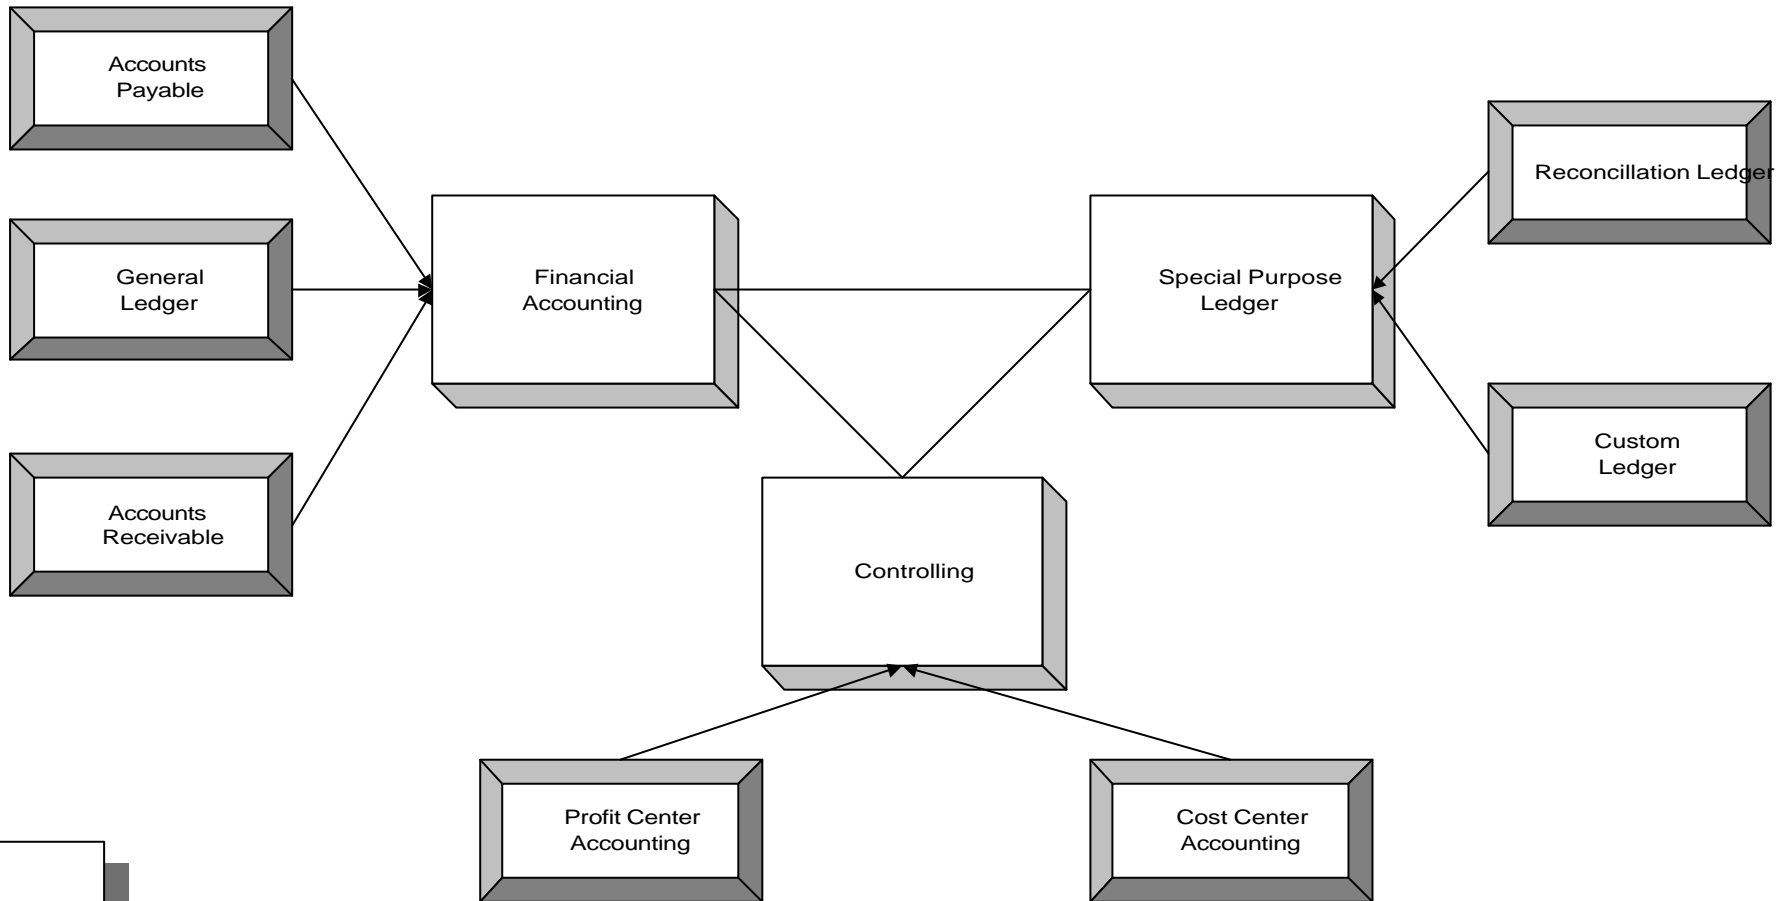 Accounts
Payable
General
Ledger
Accounts
Receivable
Financial
Accounting
Special Purpose
Ledger
Reconcillation Ledger
Custom
Ledger
Controlling
Profit Center
Accounting
Cost Center
Accounting